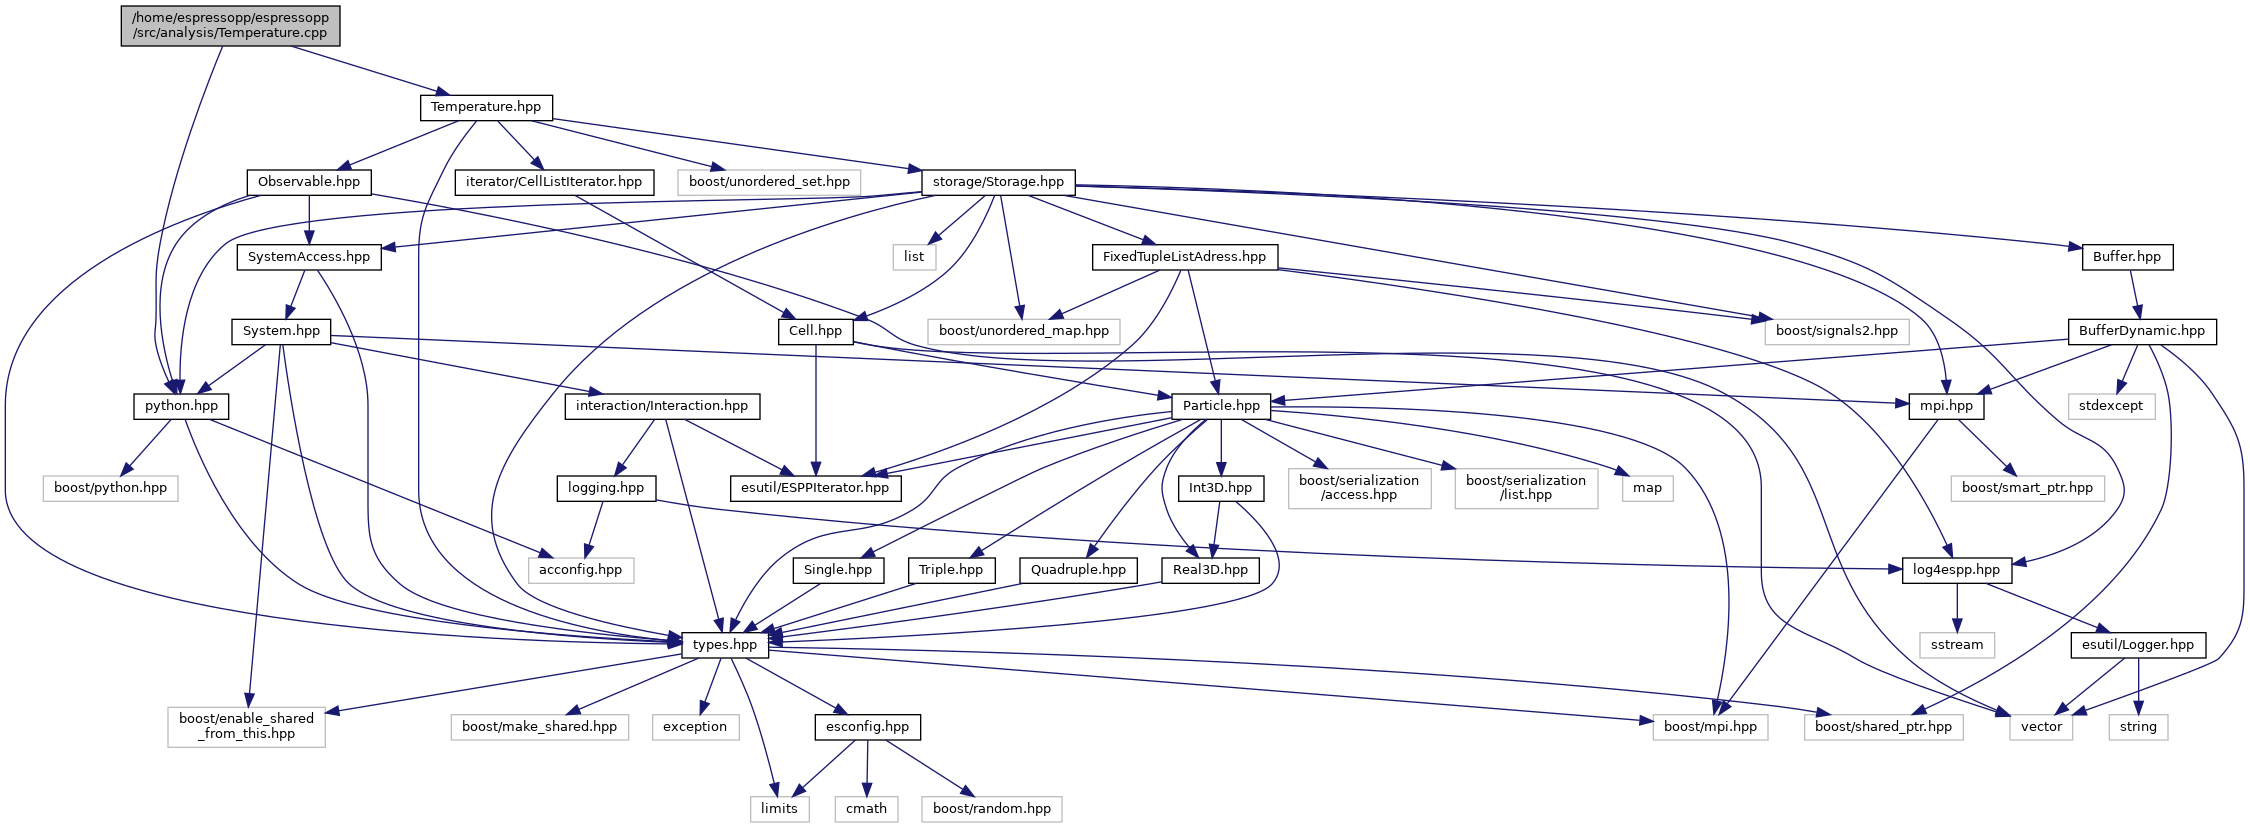 /home/espressopp/espressopp
/src/analysis/Temperature.cpp
Temperature.hpp
Observable.hpp
iterator/CellListIterator.hpp
boost/unordered_set.hpp
storage/Storage.hpp
SystemAccess.hpp
list
FixedTupleListAdress.hpp
Buffer.hpp
System.hpp
Cell.hpp
boost/unordered_map.hpp
boost/signals2.hpp
BufferDynamic.hpp
python.hpp
interaction/Interaction.hpp
Particle.hpp
mpi.hpp
stdexcept
boost/python.hpp
logging.hpp
esutil/ESPPIterator.hpp
Int3D.hpp
boost/serialization
/access.hpp
boost/serialization
/list.hpp
map
boost/smart_ptr.hpp
acconfig.hpp
Single.hpp
Triple.hpp
Quadruple.hpp
Real3D.hpp
log4espp.hpp
types.hpp
sstream
esutil/Logger.hpp
boost/enable_shared
_from_this.hpp
boost/make_shared.hpp
exception
esconfig.hpp
boost/mpi.hpp
boost/shared_ptr.hpp
vector
string
limits
cmath
boost/random.hpp